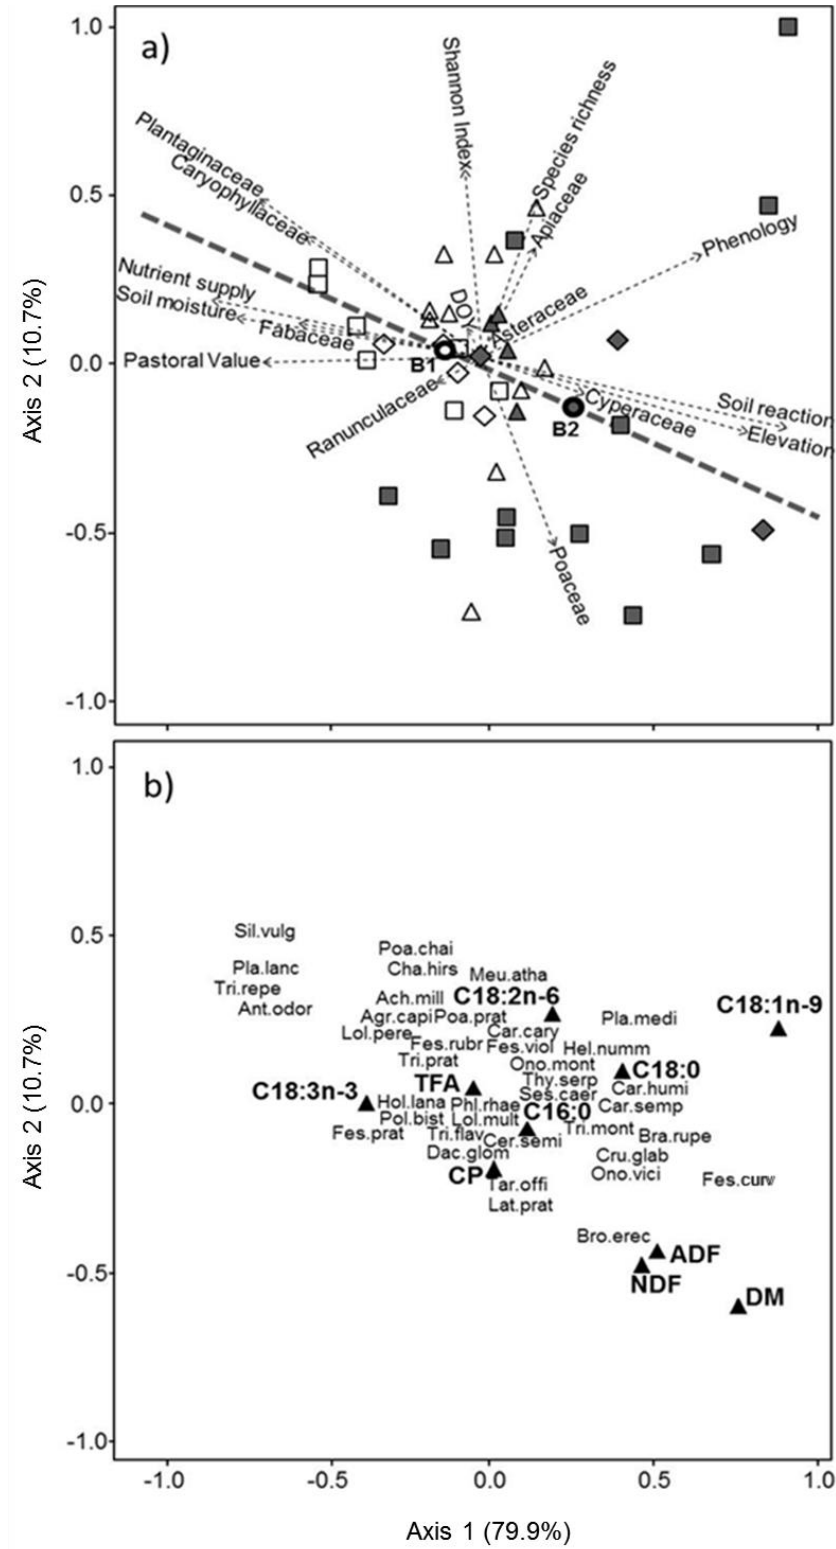 a)
1.0
0.5
0.0
-0.5
-1.0
Axis 2 (10.7%)
Shannon Index
Species richness
Apiaceae
Plantaginaceae
Caryophyllaceae
Phenology
Nutrient supply
Soil moisture
Fabaceae
DOY
Asteraceae
Pastoral Value
B1
Ranunculaceae
B2
Cyperaceae
Soil reaction
Elevation
Poaceae
b)
1.0
0.5
0.0
-0.5
-1.0
Axis 2 (10.7%)
Sil.vulg
Poa.chai
Pla.lanc
Cha.hirs
Meu.atha
Tri.repe
Ach.mill
C18:2n-6
C18:1n-9
Ant.odor
Agr.capi
Poa.prat
Pla.medi
Lol.pere
Car.cary
Fes.rubr
Fes.viol
Hel.numm
Tri.prat
Ono.mont
C18:0
TFA
Thy.serp
Car.humi
C18:3n-3
Ses.caer
Hol.lana
Phl.rhae
C16:0
Car.semp
Pol.bist
Lol.mult
Fes.prat
Tri.flav
Cer.semi
Tri.mont
Bra.rupe
Dac.glom
Cru.glab
CP
Tar.offi
Ono.vici
Fes.curv
Lat.prat
Bro.erec
ADF
NDF
DM
-1.0 -0.5 0.0 0.5 1.0
Axis 1 (79.9%)